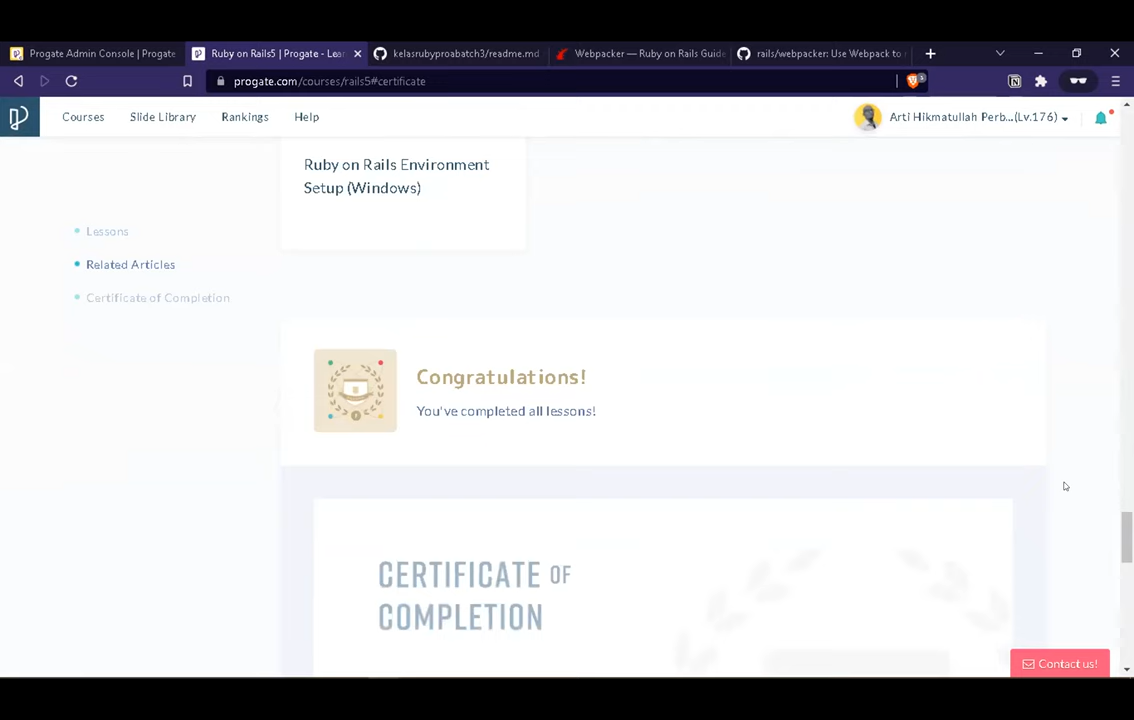 Progate Admin Console | Progate
Ruby on Rails5 | Progate - Lea
kelasrubyproabatch3/readme.md
Webpacker — Ruby on Rails Guide
rails/webpacker: Use Webpack to
progate.com/courses/rails5#certificate
Courses
Slide Library
Rankings
Help
Arti Hikmatullah Perb...(Lv.176)
Ruby on Rails Environment
Setup (Windows)
Lessons
Related Articles
Certificate of Completion
Congratulations!
You've completed all lessons!
CERTIFICATE OF
COMPLETION
Contact us!